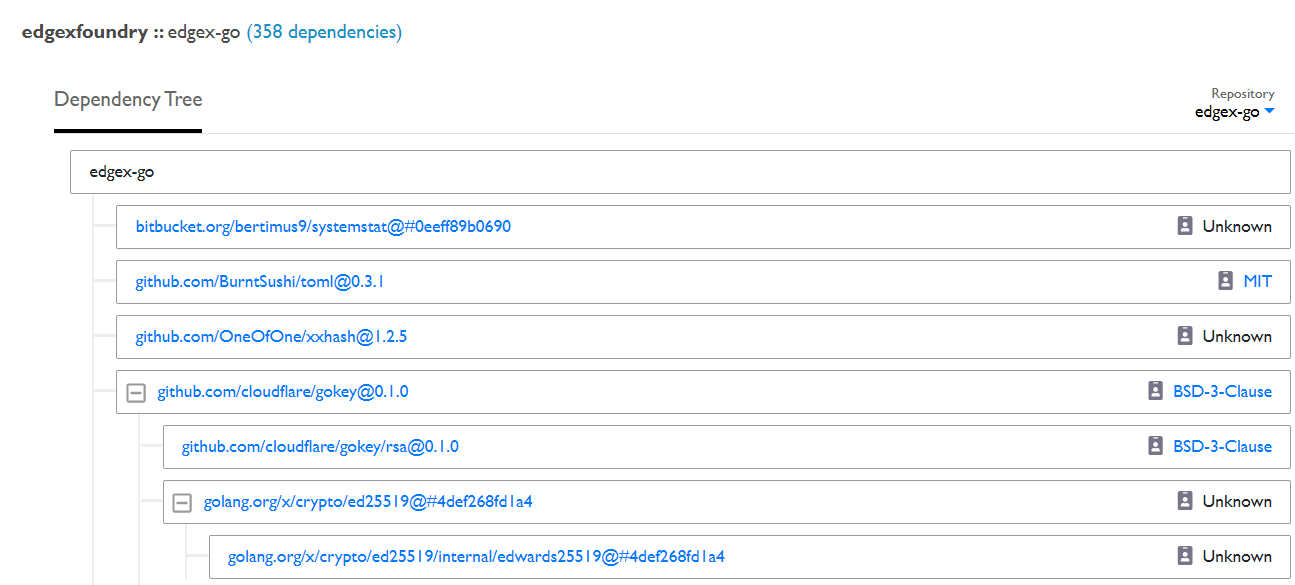 edgexfoundry :: edgex-go (358 dependencies)
Dependency Tree
Repository
edgex-go
edgex-go
bitbucket.org/bertimus9/systemstat@#0eeff89b0690 Unknown
github.com/BurntSushi/toml@0.3.1 MIT
github.com/OneOfOne/xxhash@1.2.5 Unknown
github.com/cloudflare/gokey@0.1.0 BSD-3-Clause
github.com/cloudflare/gokey/rsa@0.1.0 BSD-3-Clause
golang.org/x/crypto/ed25519@#4def268fd1a4 Unknown
golang.org/x/crypto/ed25519/internal/edwards25519@#4def268fd1a4 Unknown